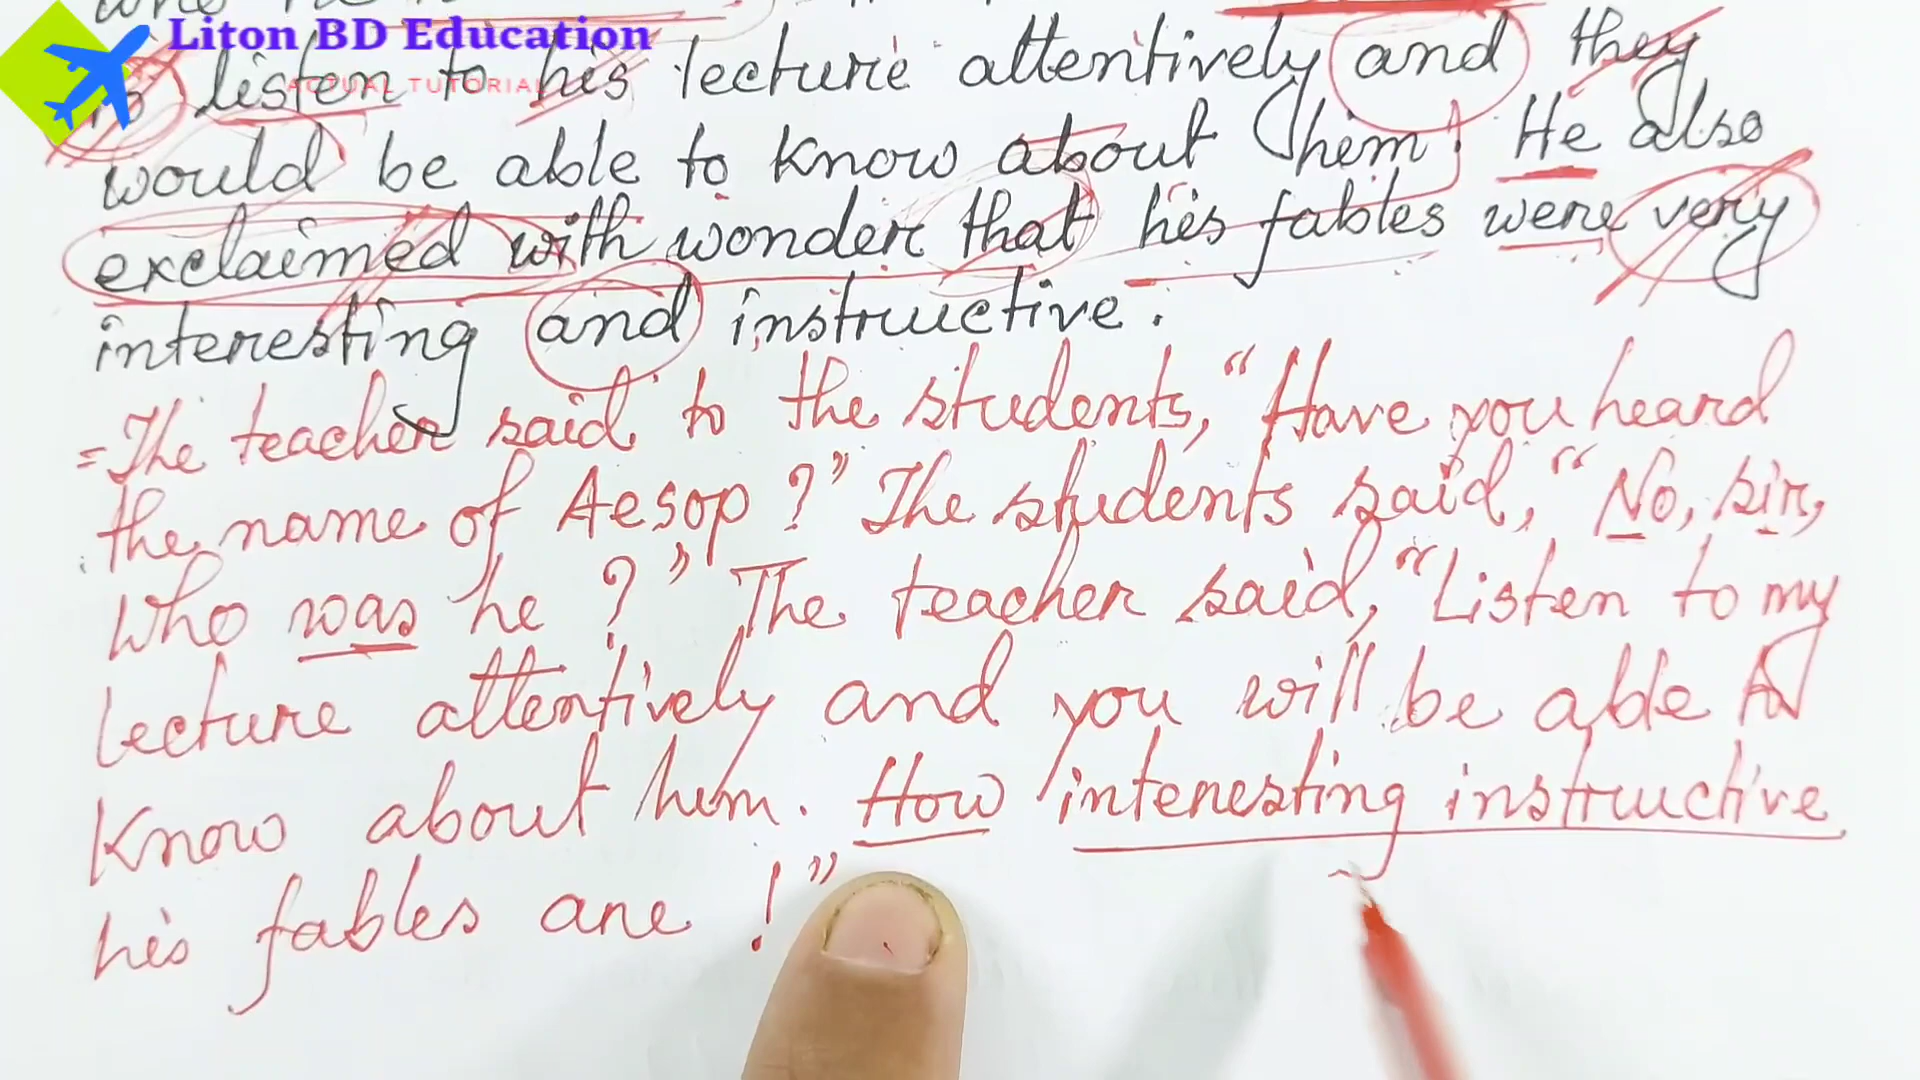 Liton BD Education
ACTUAL TUTORIAL
listen to his lecture attentively and they
would be able to know about them. He also
exclaimed with wonder that his fables were very
interesting and instructive.
= The teacher said to the students, “Have you heard
the name of Aesop?” The students said, “No, sir,
Who was he?” The teacher said, “Listen to my
lecture attentively and you will be able to
Know about him. How interesting instructive
his fables are!”